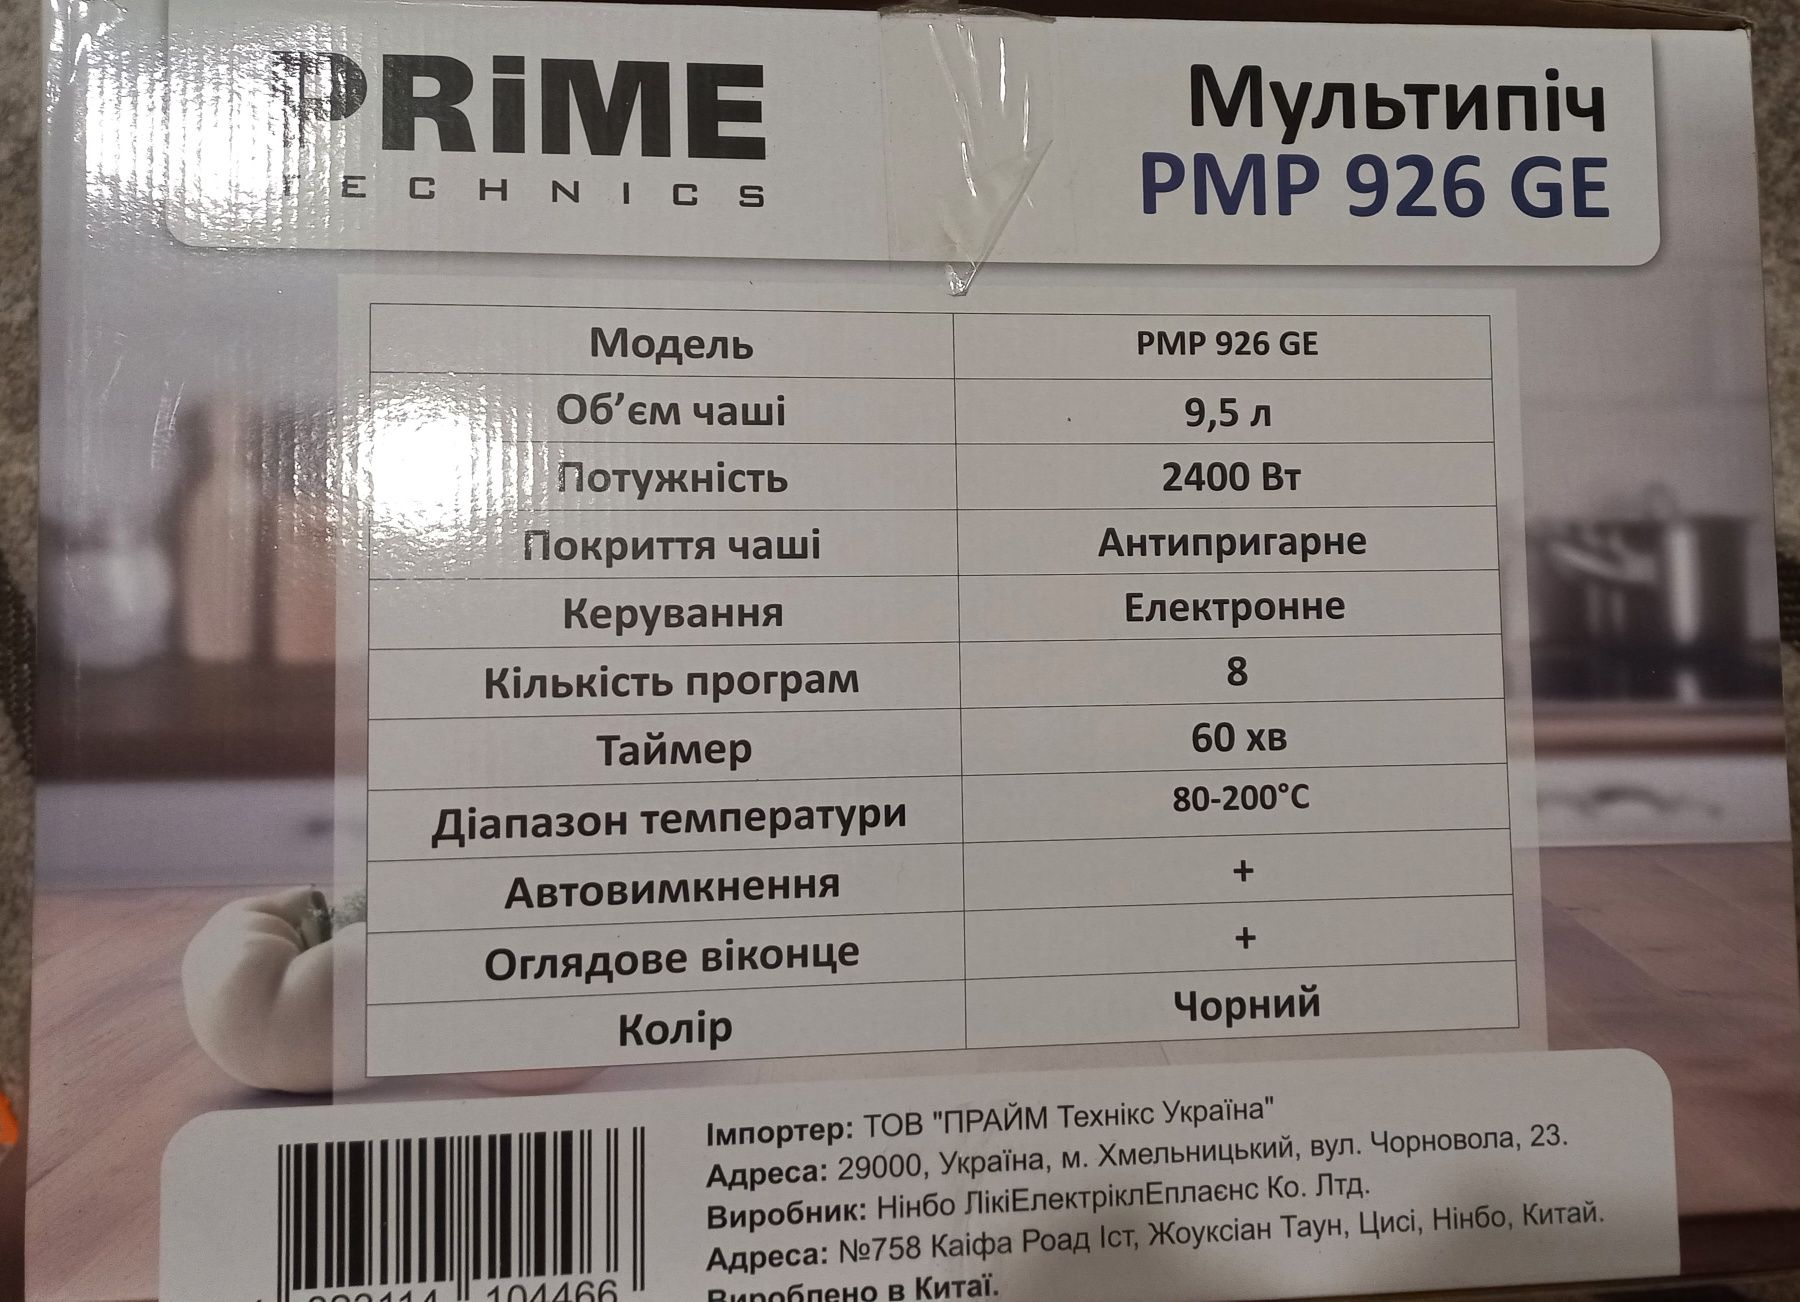 PRiME
TECHNICS
Мультипіч
PMP 926 GE
Модель PMP 926 GE
Об’єм чаші 9,5 л
Потужність 2400 Вт
Покриття чаші Антипригарне
Керування Електронне
Кількість програм 8
Таймер 60 хв
Діапазон температури 80-200°C
Автовимкнення +
Оглядове віконце +
Колір Чорний
Імпортер: ТОВ "ПРАЙМ Технікс Україна"
Адреса: 29000, Україна, м. Хмельницький, вул. Чорновола, 23.
Виробник: Нінбо ЛікіЕлектріклЕплаєнс Ко. Лтд.
Адреса: №758 Каіфа Роад Іст, Жоуксіан Таун, Цисі, Нінбо, Китай.
Вироблено в Китаї.
104466